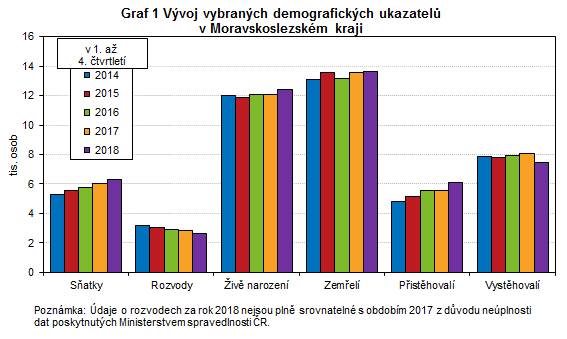 Graf 1 Vývoj vybraných demografických ukazatelů
v Moravskoslezském kraji
16
14
12
10
8
6
4
2
0
tis. osob
v 1. až
4. čtvrtletí
2014
2015
2016
2017
2018
Sňatky Rozvody Živě narození Zemřelí Přistěhovalí Vystěhovalí
Poznámka: Údaje o rozvodech za rok 2018 nejsou plně srovnatelné s obdobím 2017 z důvodu neúplnosti
dat poskytnutých Ministerstvem spravedlnosti ČR.